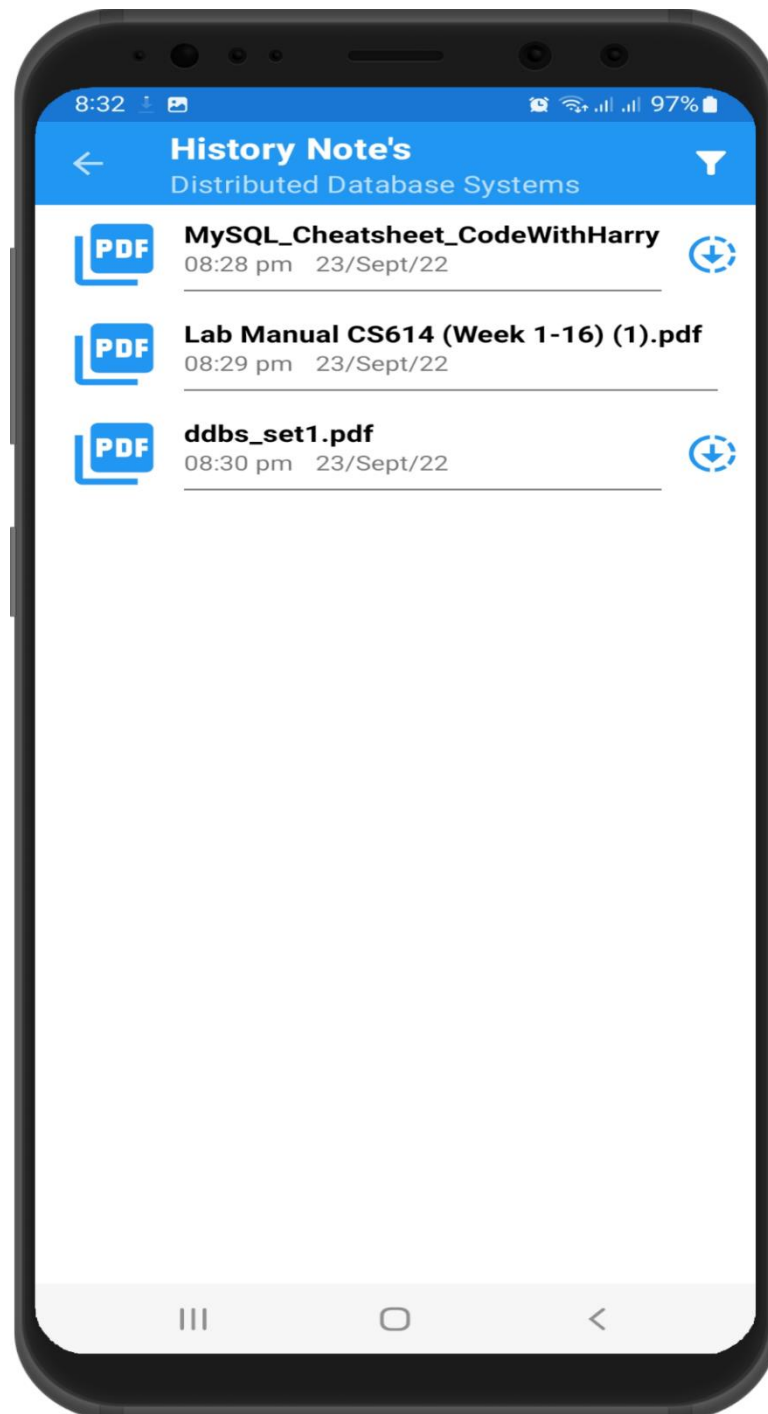 8:32 97%
History Note's
Distributed Database Systems
PDF MySQL_Cheatsheet_CodeWithHarry
08:28 pm 23/Sept/22
PDF Lab Manual CS614 (Week 1-16) (1).pdf
08:29 pm 23/Sept/22
PDF ddbs_set1.pdf
08:30 pm 23/Sept/22